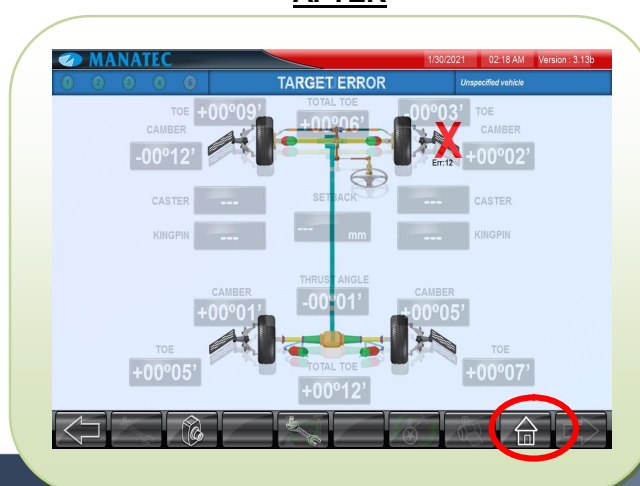 AFTER
MANATEC 1/30/2021 02:18 AM Version : 3.13b
1 2 3 4 5 TARGET ERROR Unspecified vehicle
TOE +00º09' TOTAL TOE +00º06' -00º03' TOE
CAMBER -00º12' X Err:12 CAMBER +00º02'
CASTER --- SETBACK --- CASTER
KINGPIN --- --- mm --- KINGPIN
THRUST ANGLE
CAMBER +00º01' -00º01' CAMBER +00º05'
TOE +00º05' TOTAL TOE +00º12' TOE +00º07'